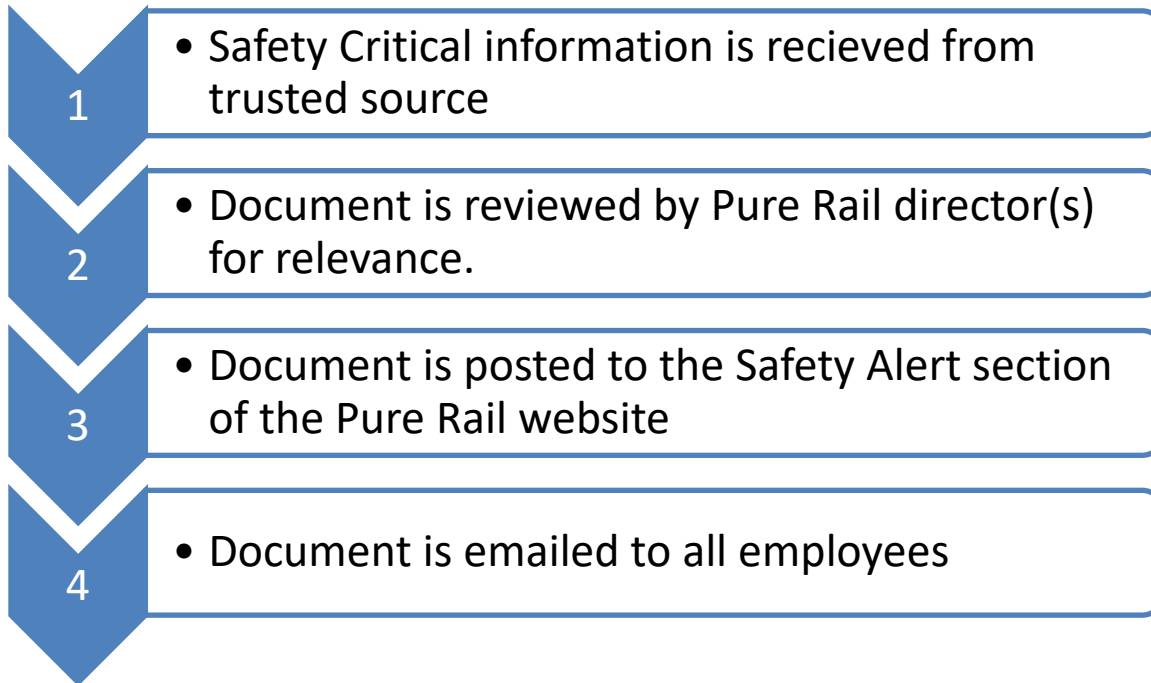 1
• Safety Critical information is recieved from
trusted source
2
• Document is reviewed by Pure Rail director(s)
for relevance.
3
• Document is posted to the Safety Alert section
of the Pure Rail website
4
• Document is emailed to all employees